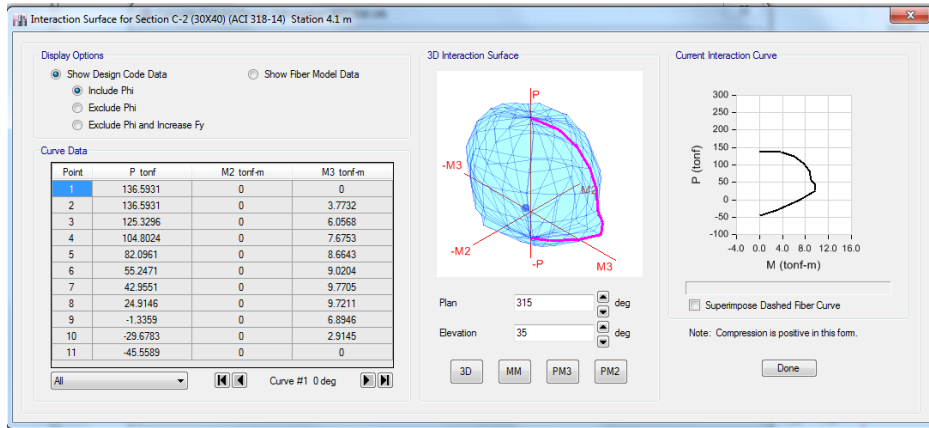 Interaction Surface for Section C-2 (30X40) (ACI 318-14) Station 4.1 m
Display Options
Show Design Code Data
Show Fiber Model Data
Include Phi
Exclude Phi
Exclude Phi and Increase Fy
Curve Data
Point P tonf M2 tonf-m M3 tonf-m
1 136.5931 0 0
2 136.5931 0 3.7732
3 125.3296 0 6.0568
4 104.8024 0 7.6753
5 82.0961 0 8.6643
6 55.2471 0 9.0204
7 42.9551 0 9.7705
8 24.9146 0 9.7211
9 -1.3359 0 6.8946
10 -29.6783 0 2.9145
11 -45.5589 0 0
All
Curve #1 0 deg
3D Interaction Surface
P
-M3
M2
-M2
-P
M3
Plan 315 deg
Elevation 35 deg
3D MM PM3 PM2
Current Interaction Curve
300
250
200
150
100
50
0
-50
-100
P (tonf)
-4.0 0.0 4.0 8.0 12.0 16.0
M (tonf-m)
Superimpose Dashed Fiber Curve
Note: Compression is positive in this form.
Done